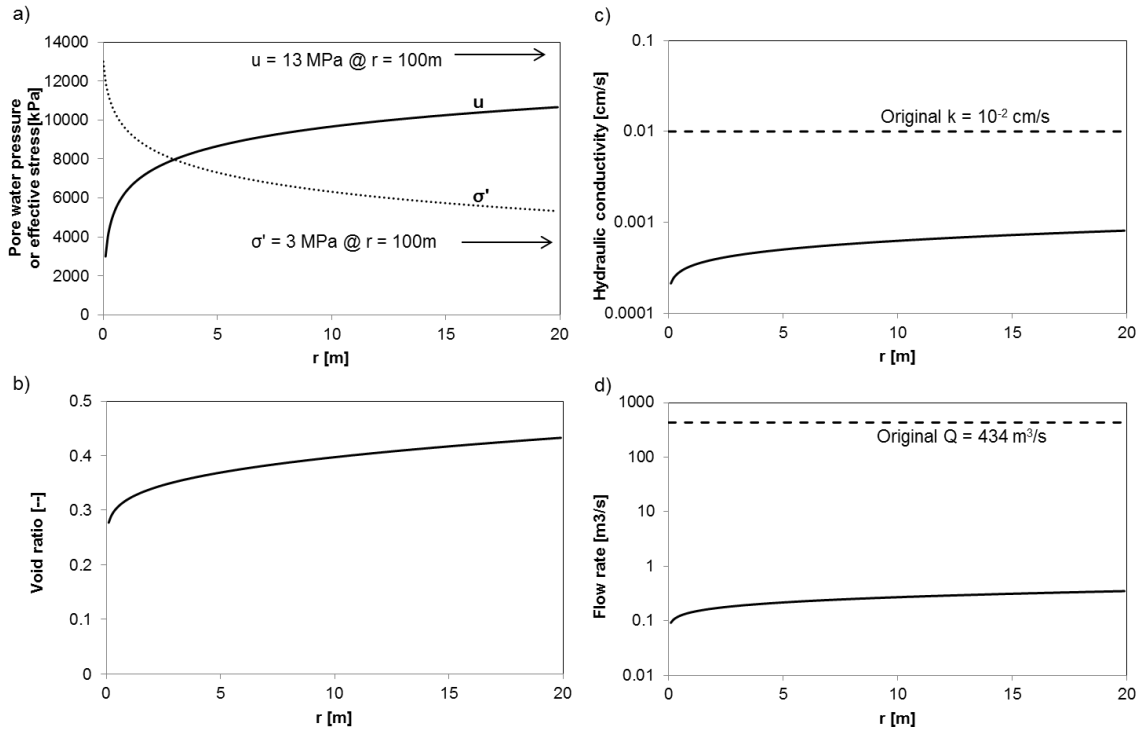 a)
14000
12000
10000
8000
6000
4000
2000
0
Pore water pressure
or effective stress[kPa]
u = 13 MPa @ r = 100m
u
σ'
σ' = 3 MPa @ r = 100m
0 5 10 15 20
r [m]
b)
0.5
0.4
0.3
0.2
0.1
0
Void ratio [--]
0 5 10 15 20
r [m]
c)
0.1
0.01
0.001
0.0001
Hydraulic conductivity [cm/s]
Original k = 10⁻² cm/s
0 5 10 15 20
r [m]
d)
1000
100
10
1
0.1
0.01
Flow rate [m3/s]
Original Q = 434 m³/s
0 5 10 15 20
r [m]